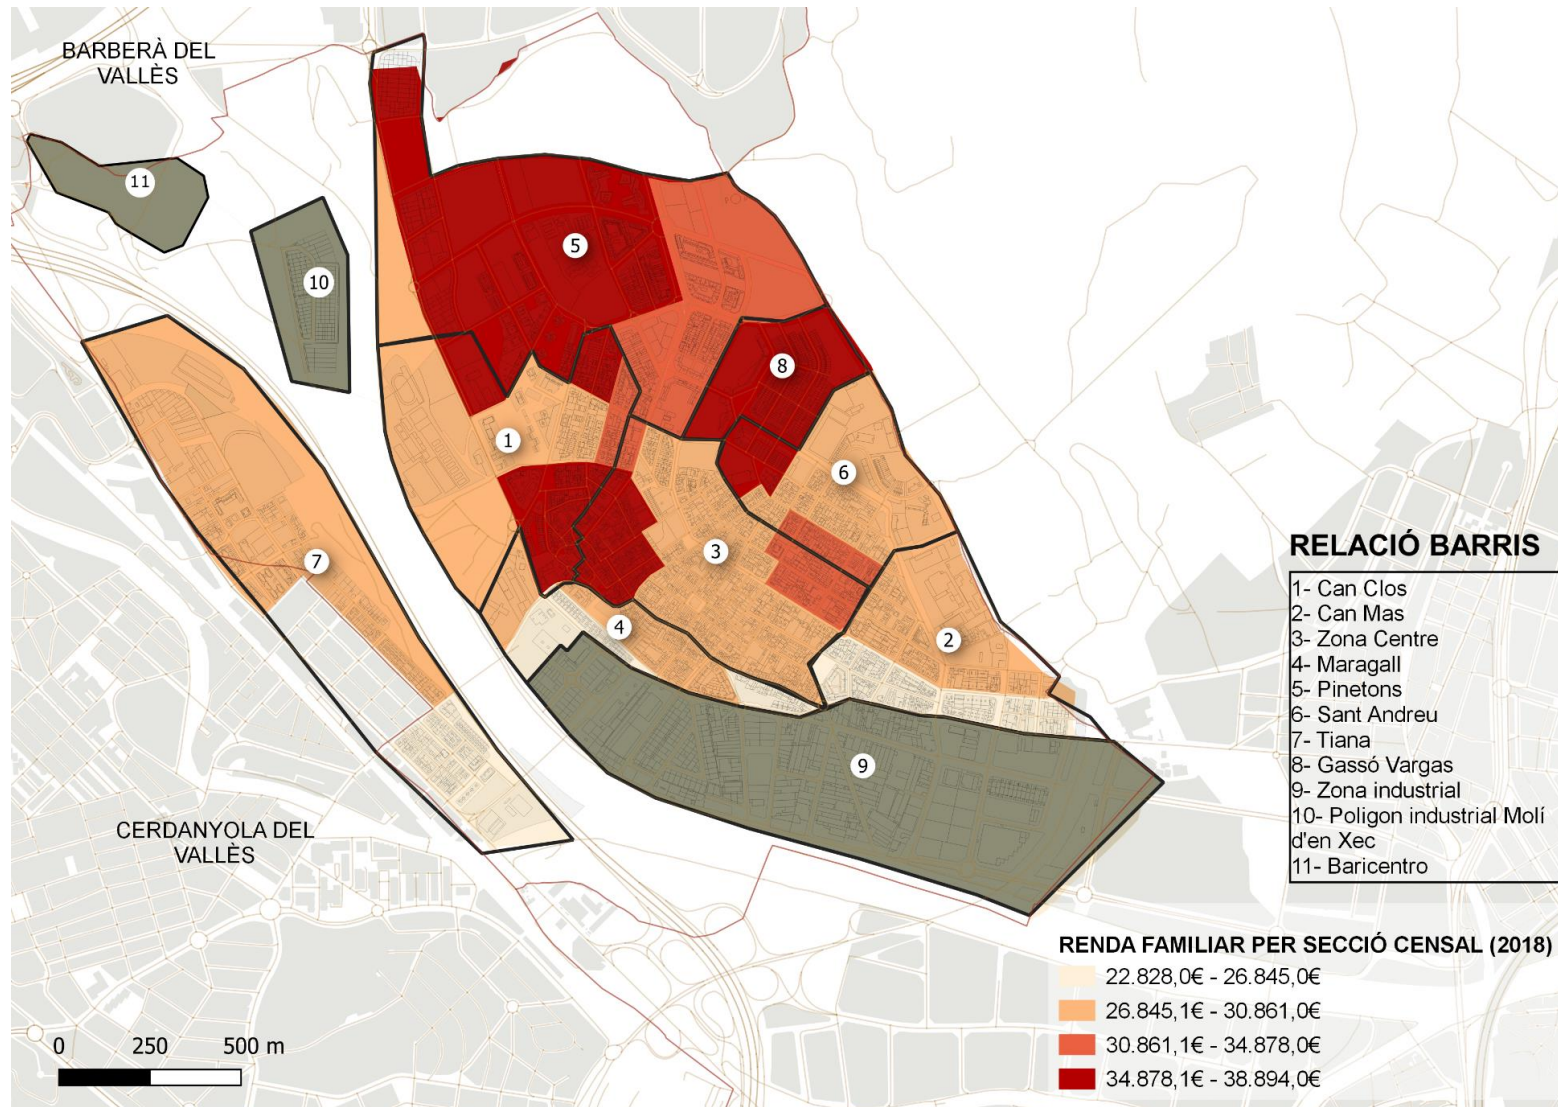 BARBERÀ DEL
VALLÈS
11
10
5
8
1
6
7
3
4
2
9
CERDANYOLA DEL
VALLÈS
RELACIÓ BARRIS
1- Can Clos
2- Can Mas
3- Zona Centre
4- Maragall
5- Pinetons
6- Sant Andreu
7- Tiana
8- Gassó Vargas
9- Zona industrial
10- Poligon industrial Molí
d'en Xec
11- Baricentro
RENDA FAMILIAR PER SECCIÓ CENSAL (2018)
22.828,0€ - 26.845,0€
26.845,1€ - 30.861,0€
30.861,1€ - 34.878,0€
34.878,1€ - 38.894,0€
0 250 500 m